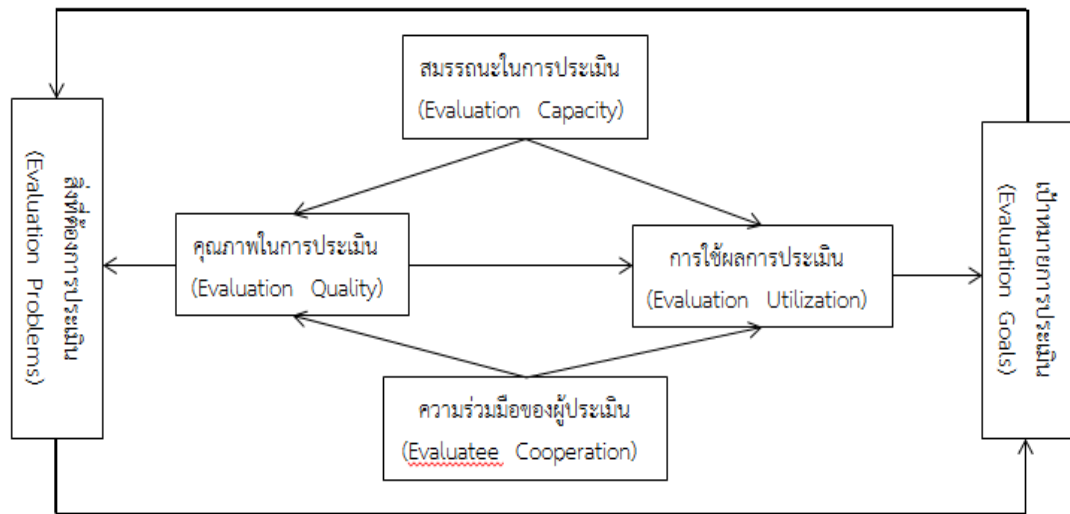 สมรรถนะในการประเมิน
(Evaluation Capacity)
สิ่งที่ต้องการประเมิน
(Evaluation Problems)
คุณภาพในการประเมิน
(Evaluation Quality)
การใช้ผลการประเมิน
(Evaluation Utilization)
เป้าหมายการประเมิน
(Evaluation Goals)
ความร่วมมือของผู้ประเมิน
(Evaluatee Cooperation)